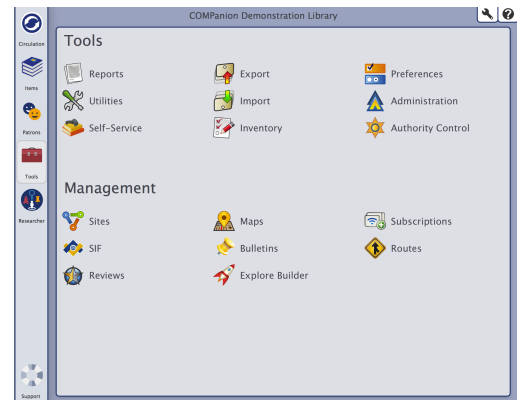 COMPanion Demonstration Library
Circulation
Items
Patrons
Tools
Researcher
Support
Tools
Reports
Export
Preferences
Utilities
Import
Administration
Self-Service
Inventory
Authority Control
Management
Sites
Maps
Subscriptions
SIF
Bulletins
Routes
Reviews
Explore Builder